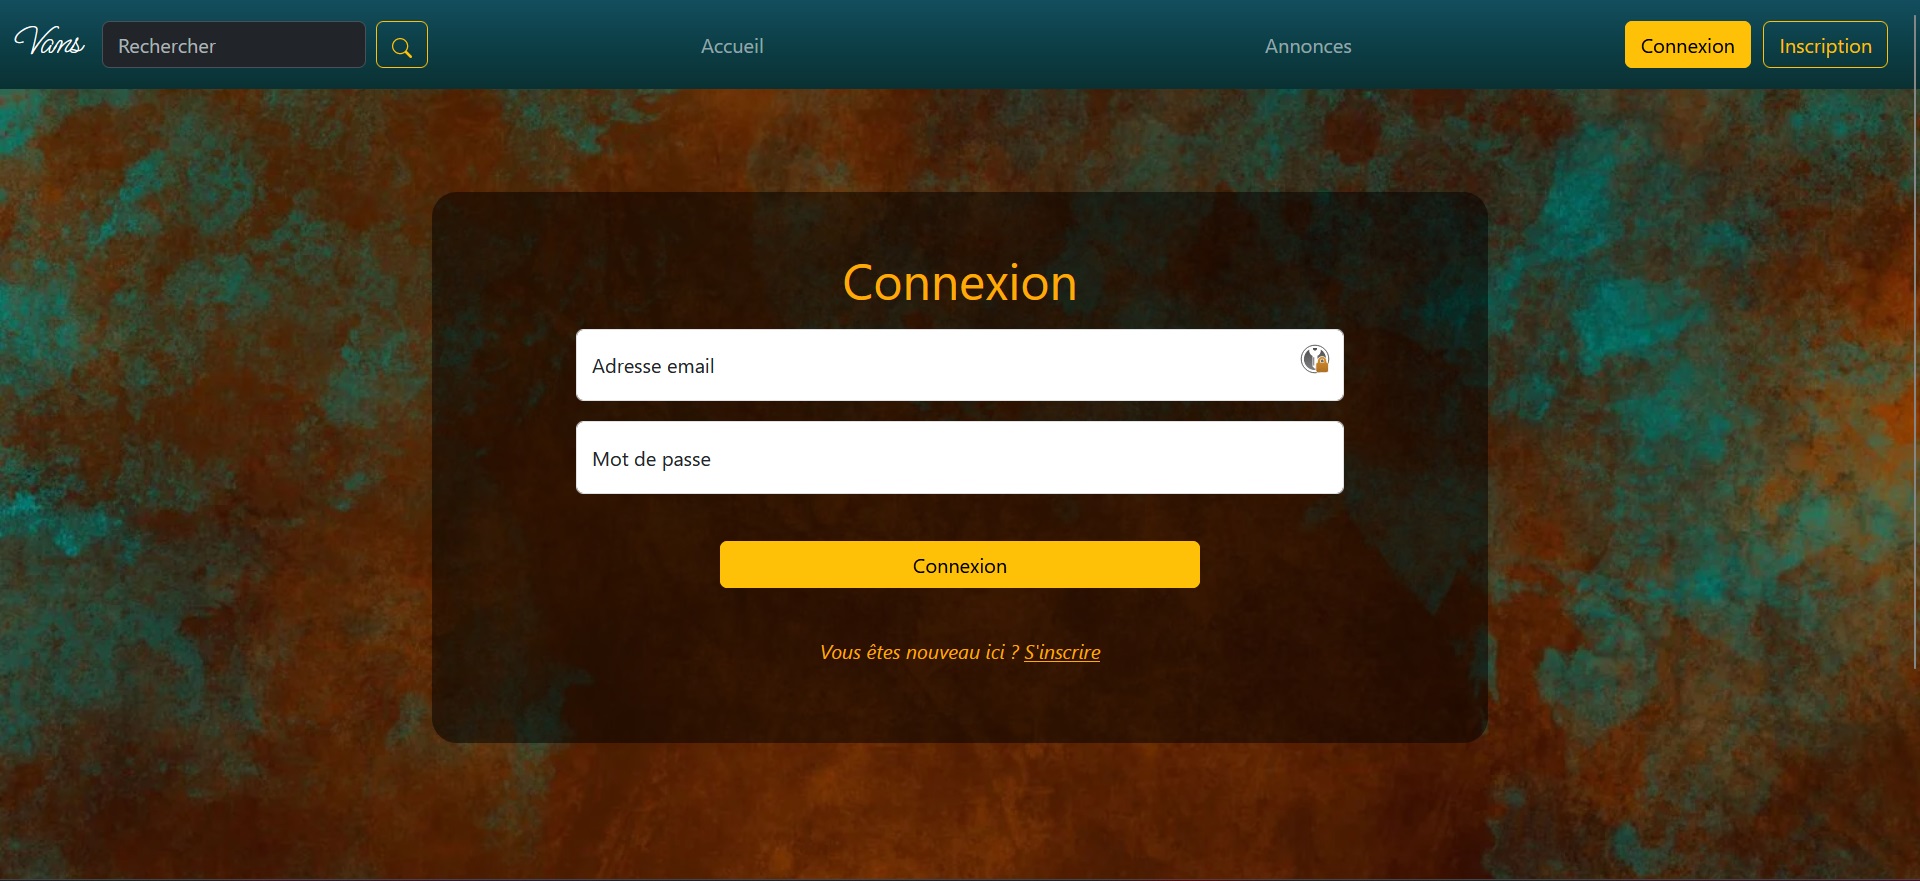 Vans
Rechercher
Accueil
Annonces
Connexion
Inscription
Connexion
Adresse email
Mot de passe
Connexion
Vous êtes nouveau ici ? S'inscrire